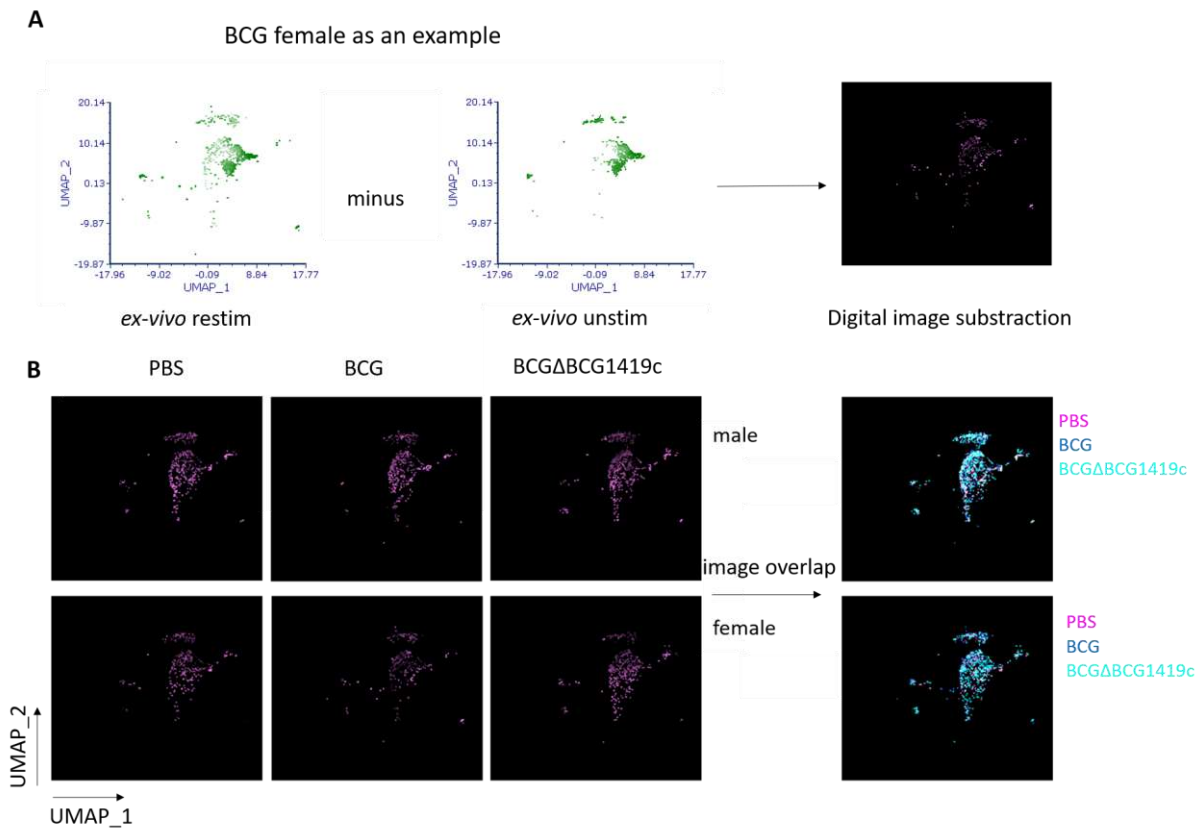 A
BCG female as an example
20.14
10.14
0.13
-9.87
-19.87
UMAP_2
-17.96 -9.02 -0.09 8.84 17.77
UMAP_1
minus
20.14
10.14
0.13
-9.87
-19.87
UMAP_2
-17.96 -9.02 -0.09 8.84 17.77
UMAP_1
ex-vivo restim
ex-vivo unstim
Digital image substraction
B
PBS
BCG
BCGΔBCG1419c
male
PBS
BCG
BCGΔBCG1419c
image overlap
female
PBS
BCG
BCGΔBCG1419c
UMAP_2
UMAP_1